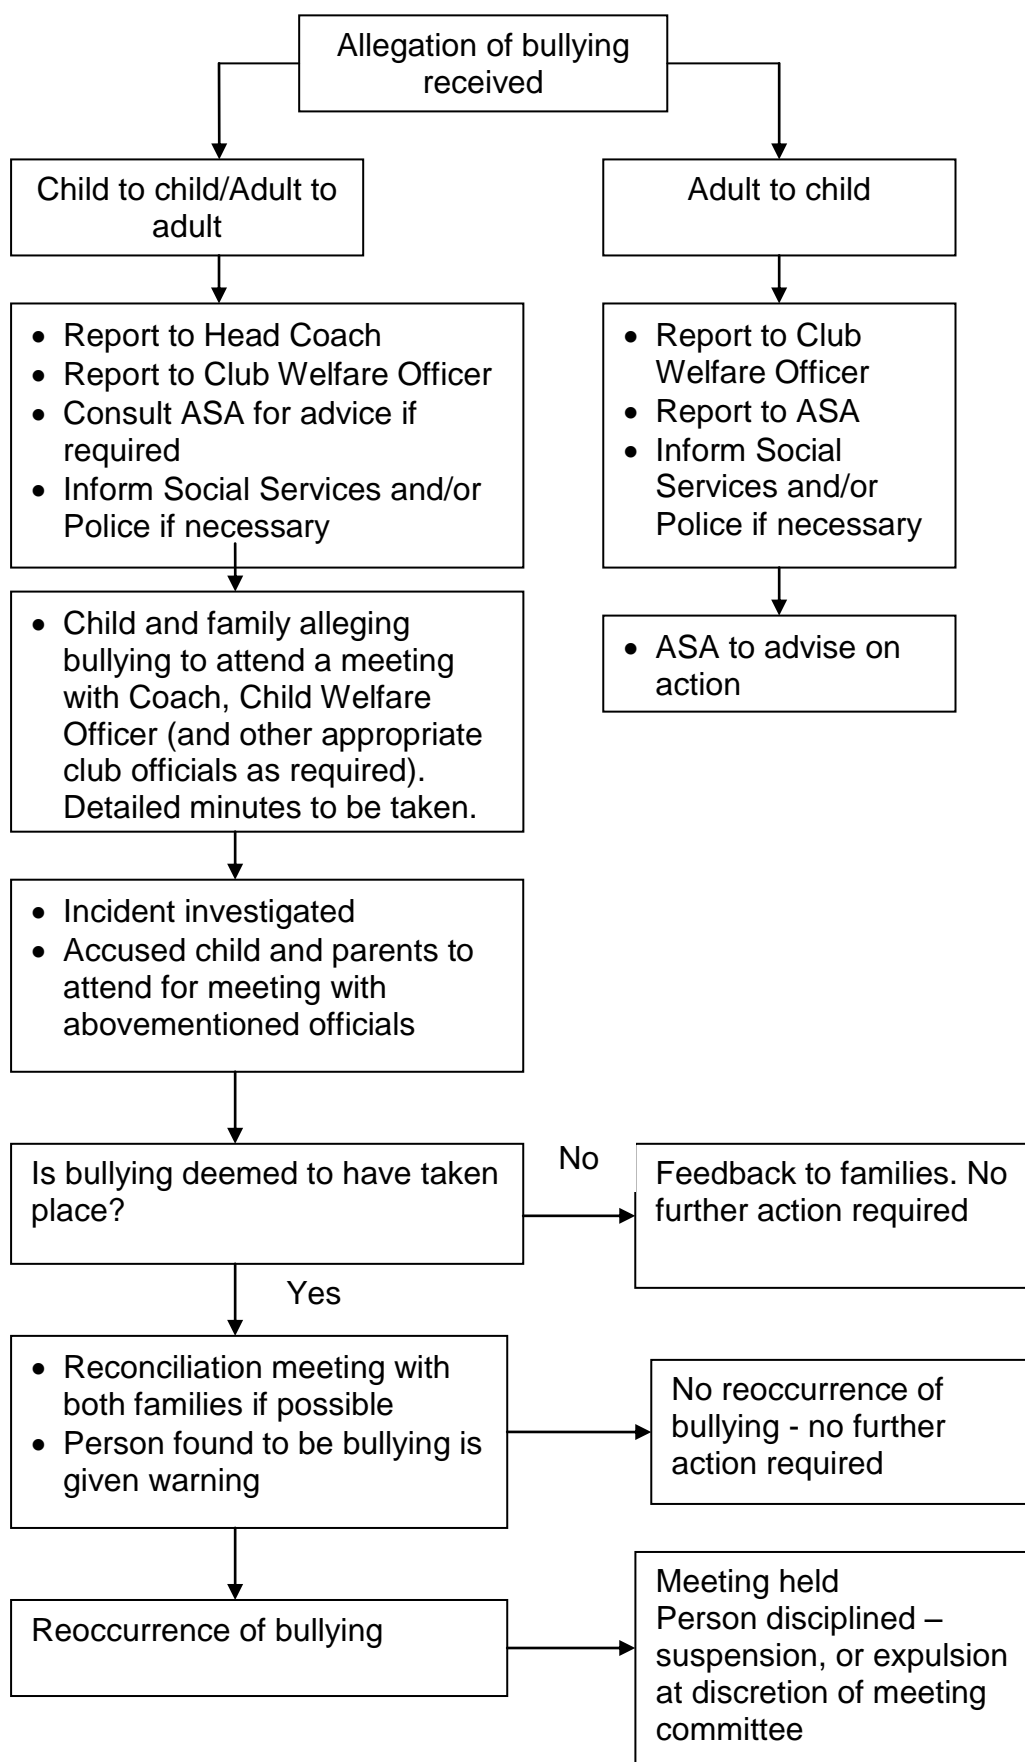 Allegation of bullying
received
Child to child/Adult to
adult
Adult to child
• Report to Head Coach
• Report to Club Welfare Officer
• Consult ASA for advice if
required
• Inform Social Services and/or
Police if necessary
• Report to Club
Welfare Officer
• Report to ASA
• Inform Social
Services and/or
Police if necessary
• Child and family alleging
bullying to attend a meeting
with Coach, Child Welfare
Officer (and other appropriate
club officials as required).
Detailed minutes to be taken.
• ASA to advise on
action
• Incident investigated
• Accused child and parents to
attend for meeting with
abovementioned officials
Is bullying deemed to have taken
place?
No
Feedback to families. No
further action required
Yes
• Reconciliation meeting with
both families if possible
• Person found to be bullying is
given warning
No reoccurrence of
bullying - no further
action required
Reoccurrence of bullying
Meeting held
Person disciplined –
suspension, or expulsion
at discretion of meeting
committee